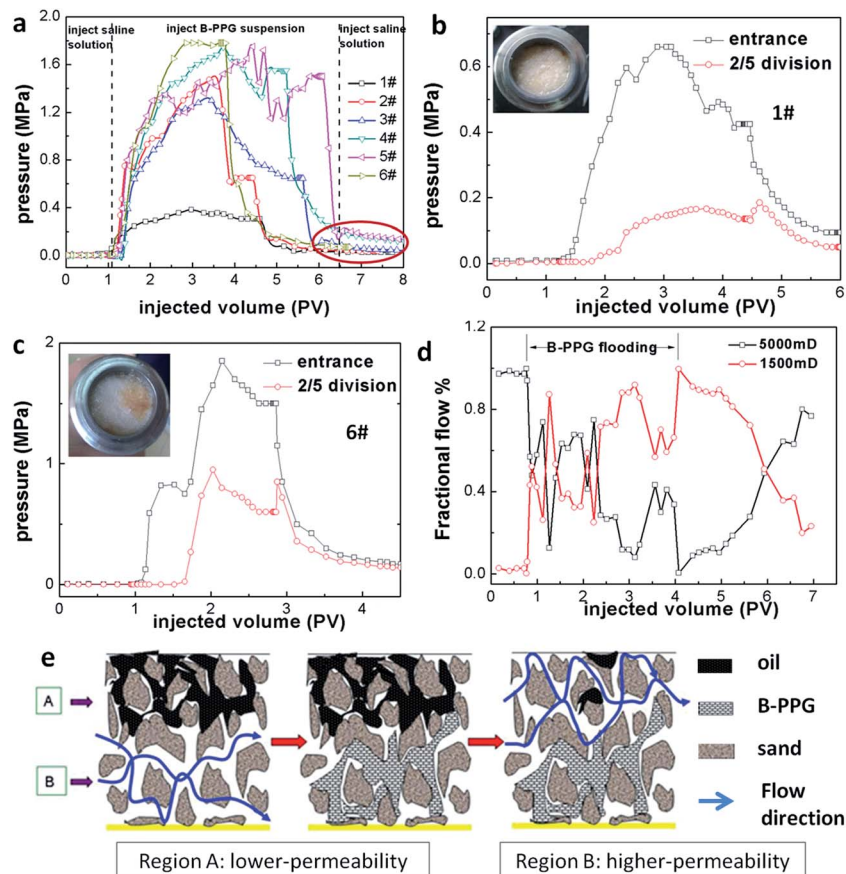 a
inject saline solution
inject B-PPG suspension
inject saline solution
pressure (MPa)
1.8
1.5
1.2
0.9
0.6
0.3
0.0
1#
2#
3#
4#
5#
6#
0 1 2 3 4 5 6 7 8
injected volume (PV)
b
entrance
2/5 division
1#
pressure (MPa)
0.6
0.4
0.2
0.0
0 1 2 3 4 5 6
injected volume (PV)
c
entrance
2/5 division
6#
pressure (MPa)
2
1
0
0 1 2 3 4
injected volume (PV)
d
B-PPG flooding
5000mD
1500mD
Fractional flow %
1.2
0.8
0.4
0.0
0 1 2 3 4 5 6 7
injected volume (PV)
e
A
B
oil
B-PPG
sand
Flow
direction
Region A: lower-permeability
Region B: higher-permeability